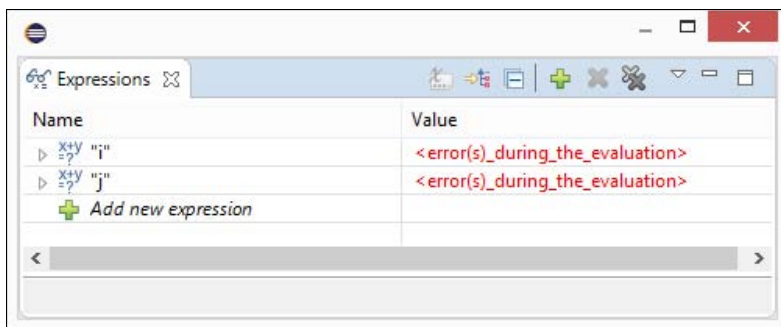 Expressions
Name Value
x+y=? "i" <error(s)_during_the_evaluation>
x+y=? "j" <error(s)_during_the_evaluation>
Add new expression